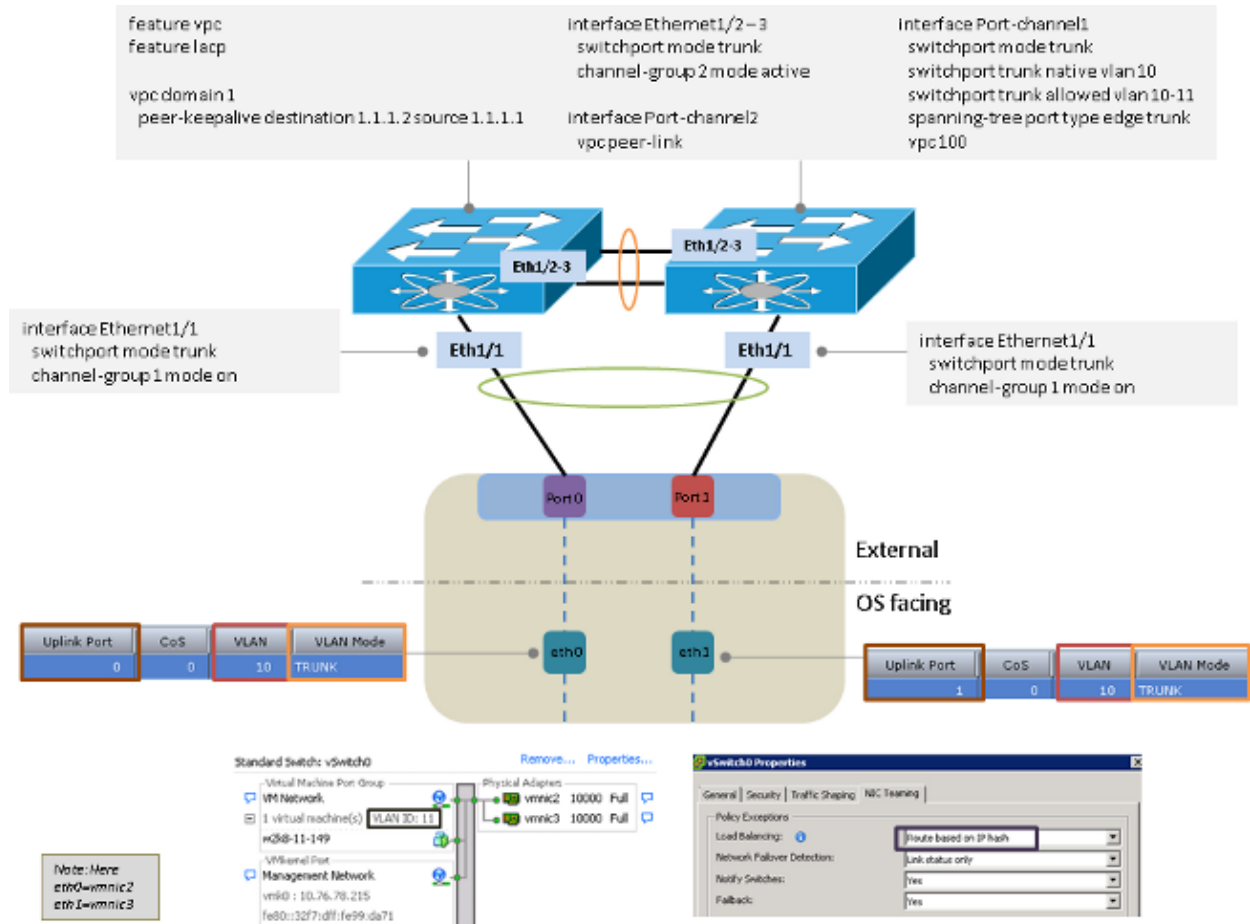 feature vpc
feature lacp
vpc domain 1
peer-keepalive destination 1.1.1.2 source 1.1.1.1
interface Ethernet1/2–3
switchport mode trunk
channel-group 2 mode active
interface Port-channel2
vpc peer-link
interface Port-channel1
switchport mode trunk
switchport trunk native vlan 10
switchport trunk allowed vlan 10-11
spanning-tree port type edge trunk
vpc 100
Eth1/2-3
Eth1/2-3
interface Ethernet1/1
switchport mode trunk
channel-group 1 mode on
Eth1/1
Eth1/1
interface Ethernet1/1
switchport mode trunk
channel-group 1 mode on
Port 0
Port 1
External
OS facing
eth0
eth1
Uplink Port CoS VLAN VLAN Mode
0 0 10 TRUNK
Uplink Port CoS VLAN VLAN Mode
1 0 10 TRUNK
Standard Switch: vSwitch0 Remove... Properties...
Virtual Machine Port Group
VM Network
1 virtual machine(s) VLAN ID: 11
w2k8-11-149
VMkernel Port
Management Network
vmk0 : 10.76.78.215
fe80::32f7:dff:fe99:da71
Physical Adapters
vmnic2 10000 Full
vmnic3 10000 Full
vSwitch0 Properties
General Security Traffic Shaping NIC Teaming
Policy Exceptions
Load Balancing: Route based on IP hash
Network Failover Detection: Link status only
Notify Switches: Yes
Failback: Yes
Note: Here
eth0=vmnic2
eth1=vmnic3